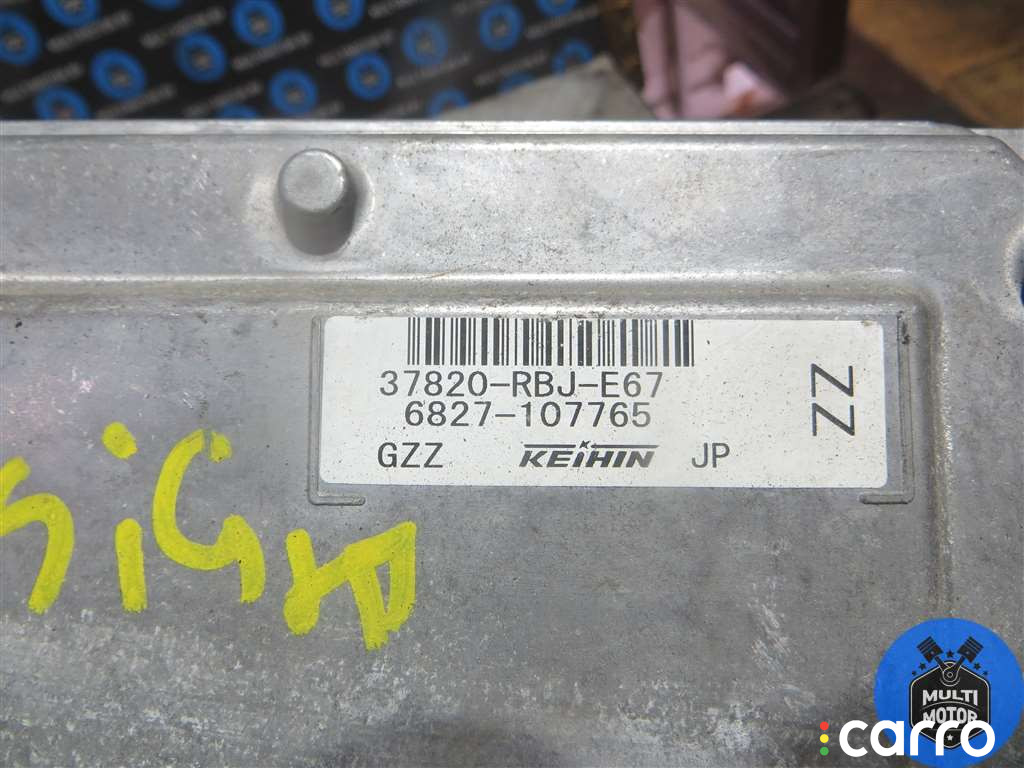 37820-RBJ-E67
6827-107765
GZZ KEIHIN JP
ZZ
MULTI
MOTOR
carro